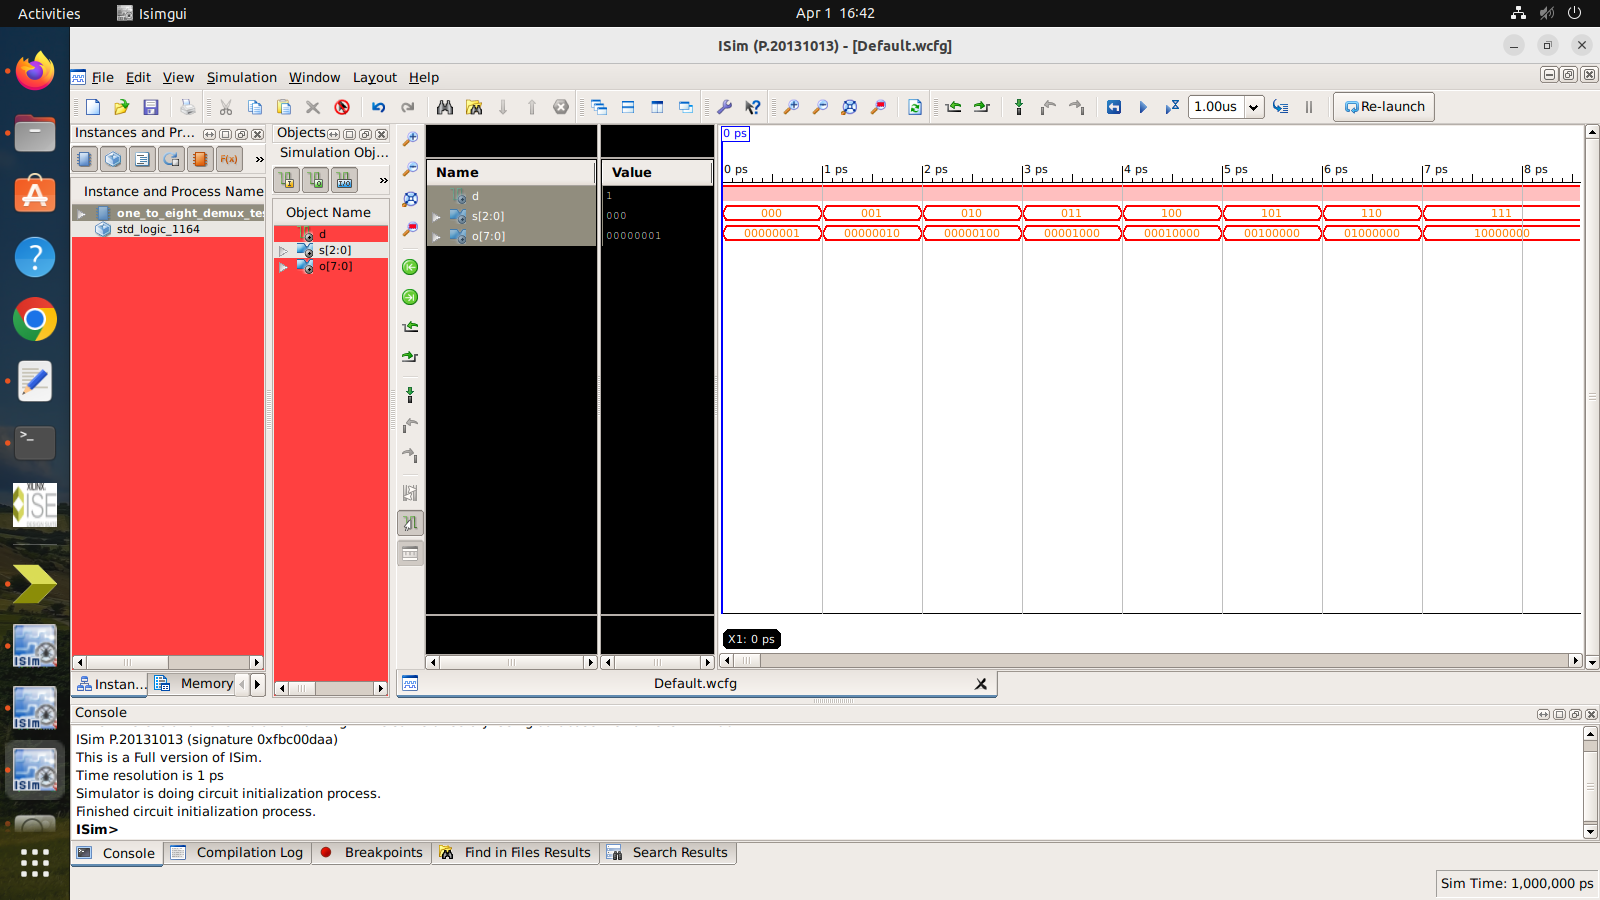 Activities
Isimgui
Apr 1 16:42
ISim (P.20131013) - [Default.wcfg]
File Edit View Simulation Window Layout Help
1.00us
Re-launch
Instances and Pr...
Objects
Simulation Obj...
Instance and Process Name
one_to_eight_demux_tes
std_logic_1164
Object Name
d
s[2:0]
o[7:0]
Name Value
d 1
s[2:0] 000
o[7:0] 00000001
0 ps
0 ps 1 ps 2 ps 3 ps 4 ps 5 ps 6 ps 7 ps 8 ps
000 001 010 011 100 101 110 111
00000001 00000010 00000100 00001000 00010000 00100000 01000000 10000000
X1: 0 ps
Instan... Memory
Default.wcfg
Console
ISim P.20131013 (signature 0xfbc00daa)
This is a Full version of ISim.
Time resolution is 1 ps
Simulator is doing circuit initialization process.
Finished circuit initialization process.
ISim>
Console Compilation Log Breakpoints Find in Files Results Search Results
Sim Time: 1,000,000 ps
XILINX
ISE
ISim
ISim
ISim